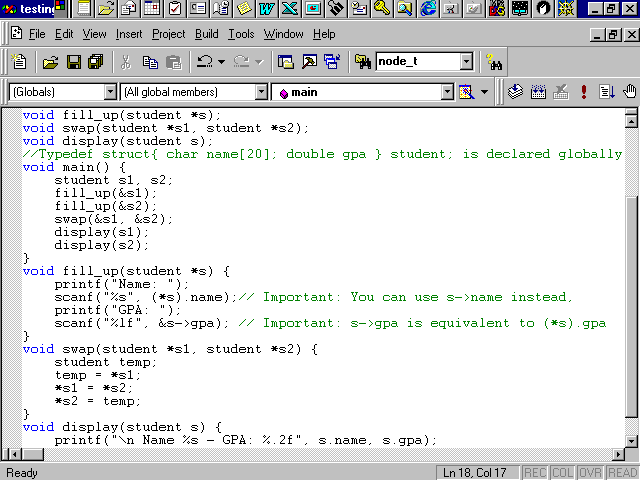 testing
File Edit View Insert Project Build Tools Window Help
node_t
(Globals) (All global members) main
void fill_up(student *s);
void swap(student *s1, student *s2);
void display(student s);
//Typedef struct{ char name[20]; double gpa } student; is declared globally
void main() {
student s1, s2;
fill_up(&s1);
fill_up(&s2);
swap(&s1, &s2);
display(s1);
display(s2);
}
void fill_up(student *s) {
printf("Name: ");
scanf("%s", (*s).name);// Important: You can use s->name instead,
printf("GPA: ");
scanf("%lf", &s->gpa); // Important: s->gpa is equivalent to (*s).gpa
}
void swap(student *s1, student *s2) {
student temp;
temp = *s1;
*s1 = *s2;
*s2 = temp;
}
void display(student s) {
printf("\n Name %s - GPA: %.2f", s.name, s.gpa);
Ready Ln 18, Col 17 REC COL OVR READ